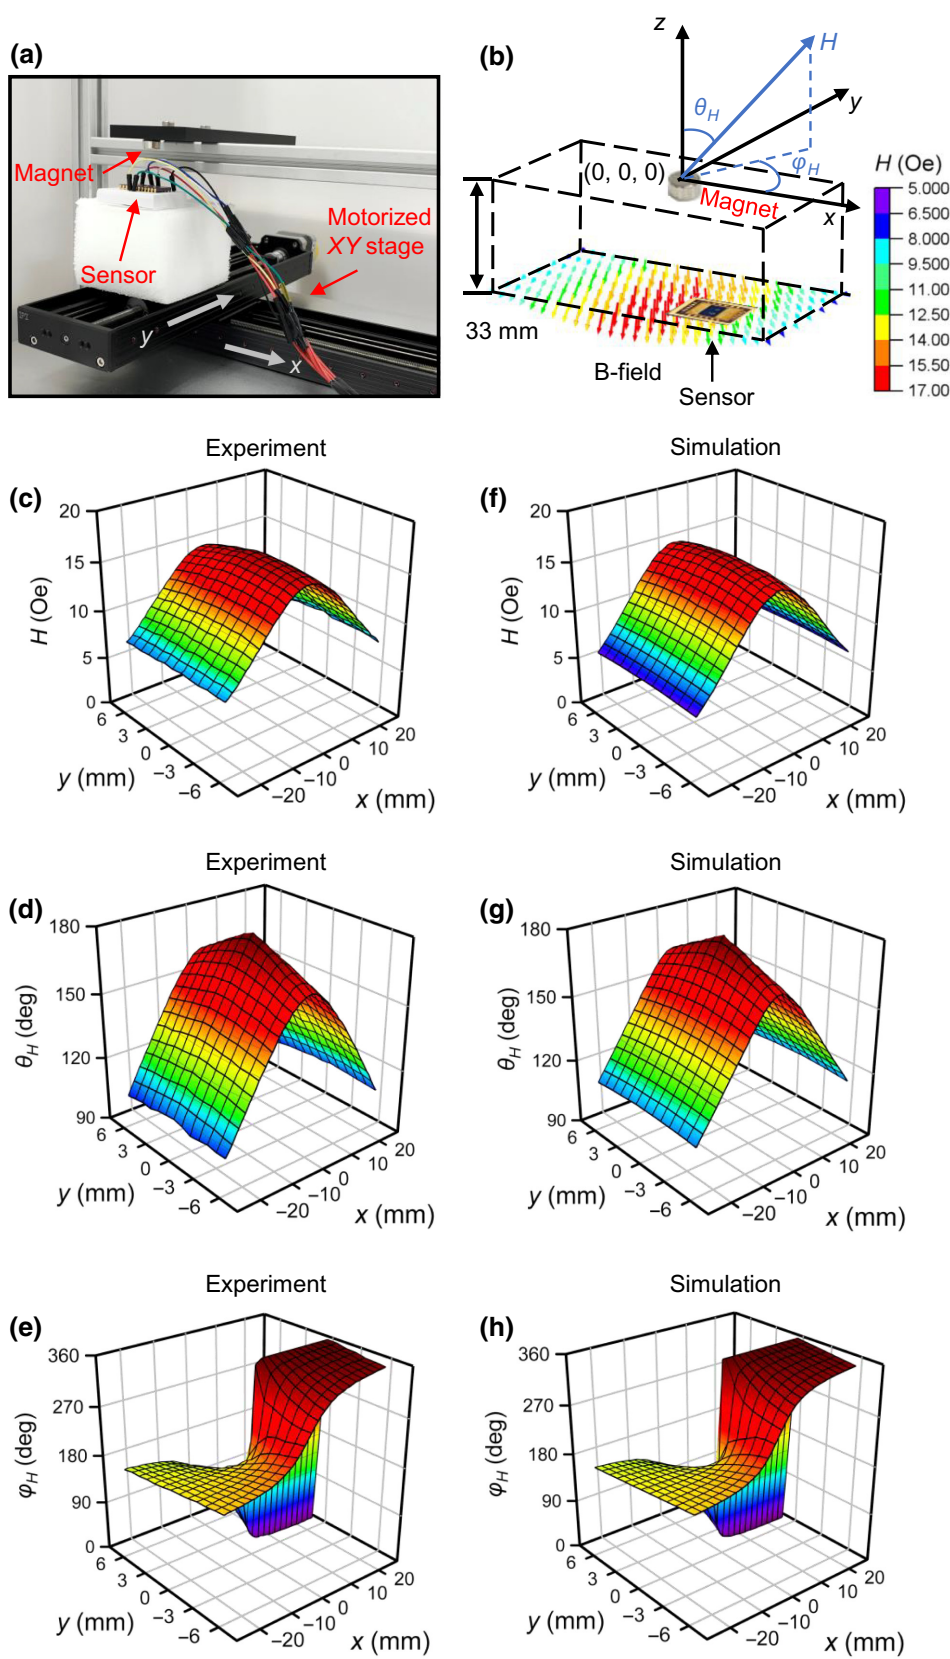 (a)
Magnet
Sensor
Motorized
XY stage
y
x
(b)
z
H
y
θH
φH
(0, 0, 0)
Magnet
x
33 mm
B-field
Sensor
H (Oe)
5.000
6.500
8.000
9.500
11.00
12.50
14.00
15.50
17.00
Experiment
(c)
20
15
10
5
0
H (Oe)
6
3
0
−3
−6
y (mm)
−20
−10
0
10
20
x (mm)
Simulation
(f)
20
15
10
5
0
H (Oe)
6
3
0
−3
−6
y (mm)
−20
−10
0
10
20
x (mm)
Experiment
(d)
180
150
120
90
θH (deg)
6
3
0
−3
−6
y (mm)
−20
−10
0
10
20
x (mm)
Simulation
(g)
180
150
120
90
θH (deg)
6
3
0
−3
−6
y (mm)
−20
−10
0
10
20
x (mm)
Experiment
(e)
360
270
180
90
0
φH (deg)
6
3
0
−3
−6
y (mm)
−20
−10
0
10
20
x (mm)
Simulation
(h)
360
270
180
90
0
φH (deg)
6
3
0
−3
−6
y (mm)
−20
−10
0
10
20
x (mm)